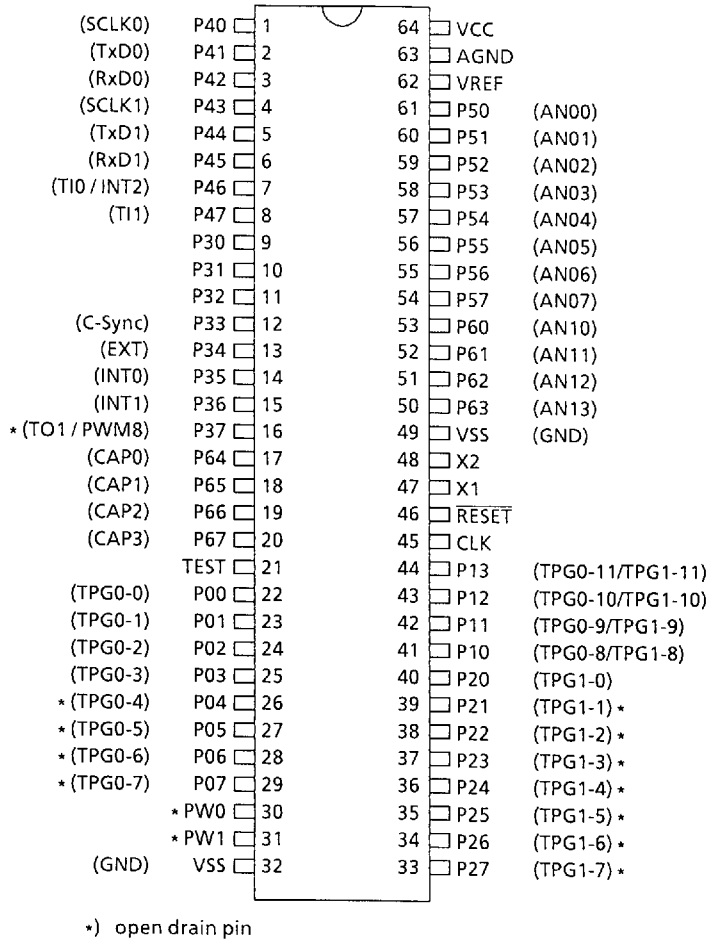 (SCLK0) P40 1 64 VCC
(TxD0) P41 2 63 AGND
(RxD0) P42 3 62 VREF
(SCLK1) P43 4 61 P50 (AN00)
(TxD1) P44 5 60 P51 (AN01)
(RxD1) P45 6 59 P52 (AN02)
(TI0 / INT2) P46 7 58 P53 (AN03)
(TI1) P47 8 57 P54 (AN04)
P30 9 56 P55 (AN05)
P31 10 55 P56 (AN06)
P32 11 54 P57 (AN07)
(C-Sync) P33 12 53 P60 (AN10)
(EXT) P34 13 52 P61 (AN11)
(INT0) P35 14 51 P62 (AN12)
(INT1) P36 15 50 P63 (AN13)
* (TO1 / PWM8) P37 16 49 VSS (GND)
(CAP0) P64 17 48 X2
(CAP1) P65 18 47 X1
(CAP2) P66 19 46 RESET
(CAP3) P67 20 45 CLK
TEST 21 44 P13 (TPG0-11/TPG1-11)
(TPG0-0) P00 22 43 P12 (TPG0-10/TPG1-10)
(TPG0-1) P01 23 42 P11 (TPG0-9/TPG1-9)
(TPG0-2) P02 24 41 P10 (TPG0-8/TPG1-8)
(TPG0-3) P03 25 40 P20 (TPG1-0)
* (TPG0-4) P04 26 39 P21 (TPG1-1) *
* (TPG0-5) P05 27 38 P22 (TPG1-2) *
* (TPG0-6) P06 28 37 P23 (TPG1-3) *
* (TPG0-7) P07 29 36 P24 (TPG1-4) *
* PW0 30 35 P25 (TPG1-5) *
* PW1 31 34 P26 (TPG1-6) *
(GND) VSS 32 33 P27 (TPG1-7) *
*) open drain pin